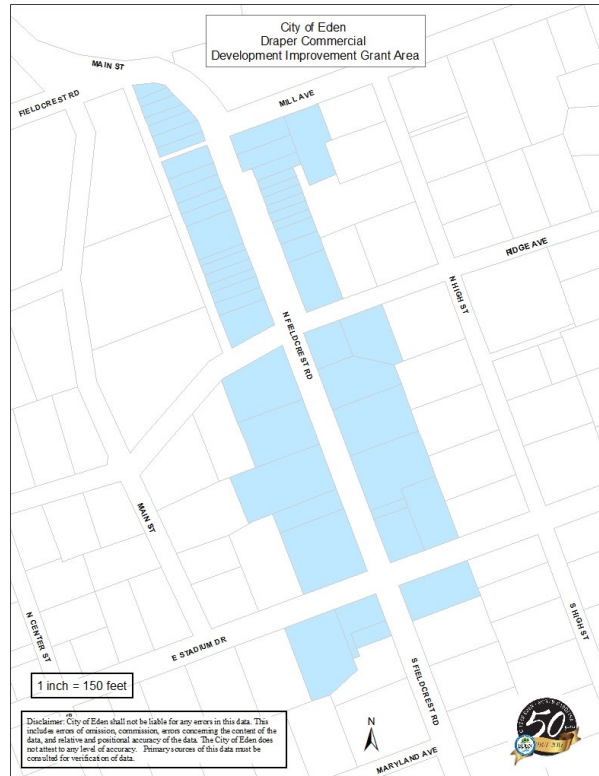 City of Eden
Draper Commercial
Development Improvement Grant Area
MAIN ST
FIELDCREST RD
MILL AVE
RIDGE AVE
N HIGH ST
N FIELDCREST RD
MAIN ST
N CENTER ST
E STADIUM DR
S HIGH ST
S FIELDCREST RD
MARYLAND AVE
1 inch = 150 feet
Disclaimer: City of Eden shall not be liable for any errors in this data. This
includes errors of omission, commission, errors concerning the content of the
data, and relative and positional accuracy of the data. The City of Eden does
not attest to any level of accuracy. Primary sources of this data must be
consulted for verification of data.
N
50
EDEN